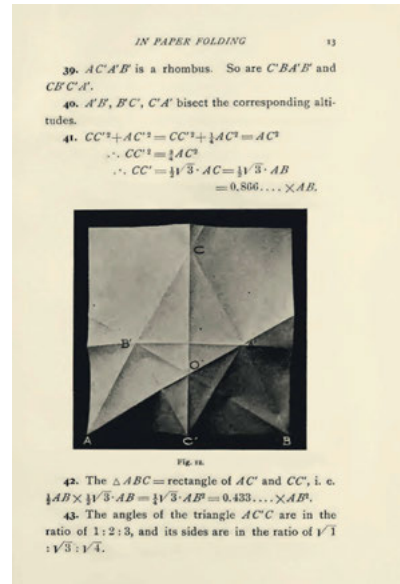 IN PAPER FOLDING 13
39. AC'A'B' is a rhombus. So are C'BA'B' and
CB'C'A'.
40. A'B', B'C', C'A' bisect the corresponding alti-
tudes.
41. CC'²+AC'²=CC'²+¼AC²=AC²
∴ CC'²=¾AC²
∴ CC'=½√3·AC=½√3·AB
=0.866....×AB.
C
B'
O
A C' B
Fig. 12.
42. The △ABC=rectangle of AC' and CC', i. e.
½AB×½√3·AB=¼√3·AB²=0.433....×AB².
43. The angles of the triangle AC'C are in the
ratio of 1:2:3, and its sides are in the ratio of √1
:√3:√4.